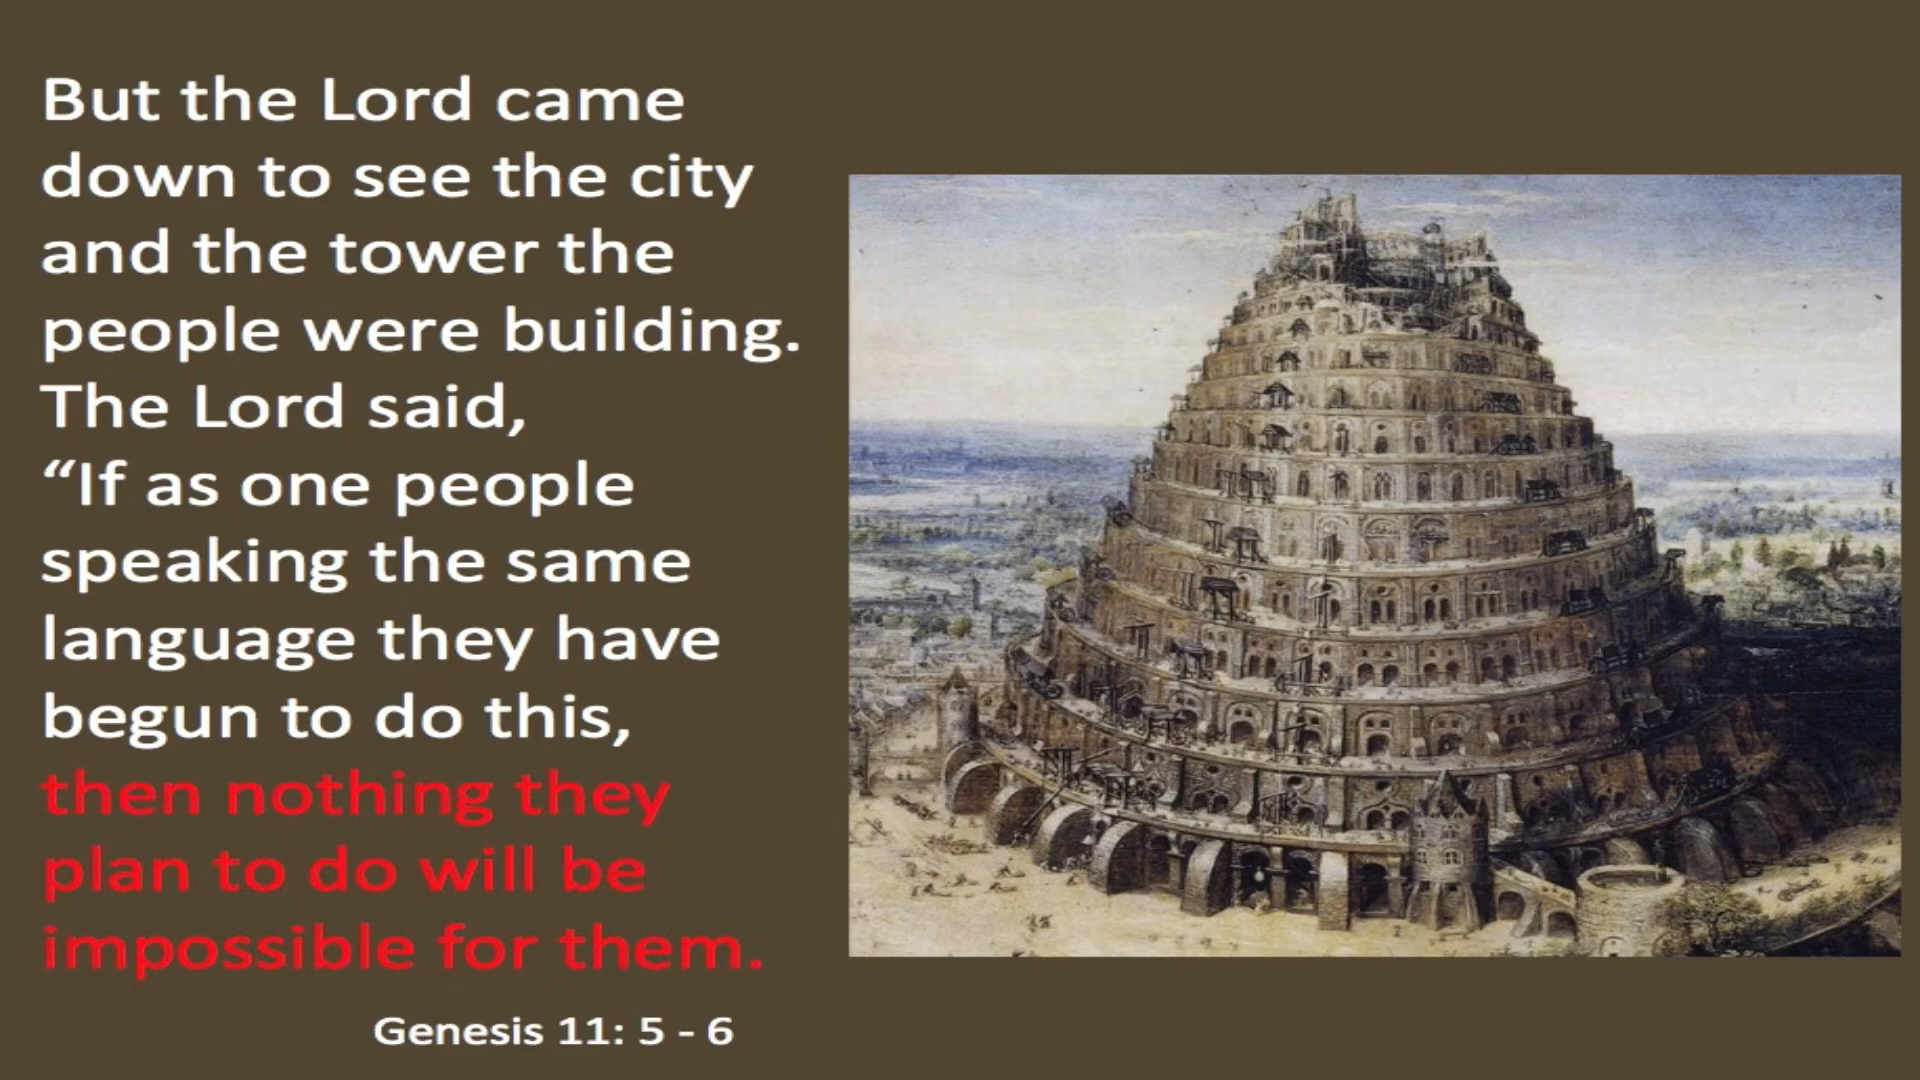 But the Lord came
down to see the city
and the tower the
people were building.
The Lord said,
“If as one people
speaking the same
language they have
begun to do this,
then nothing they
plan to do will be
impossible for them.
Genesis 11: 5 - 6